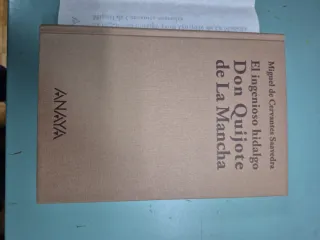 Miguel de Cervantes Saavedra
El ingenioso hidalgo
Don Quijote
de La Mancha
ANAYA